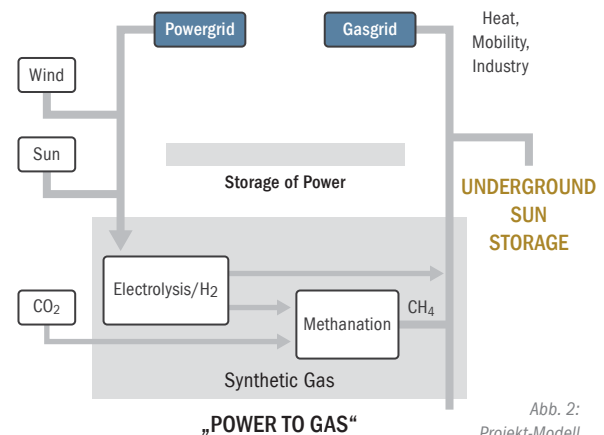 Powergrid
Gasgrid
Heat,
Mobility,
Industry
Wind
Sun
Storage of Power
UNDERGROUND
SUN
STORAGE
Electrolysis/H2
CO2
Methanation
CH4
Synthetic Gas
„POWER TO GAS“
Abb. 2:
Projekt-Modell